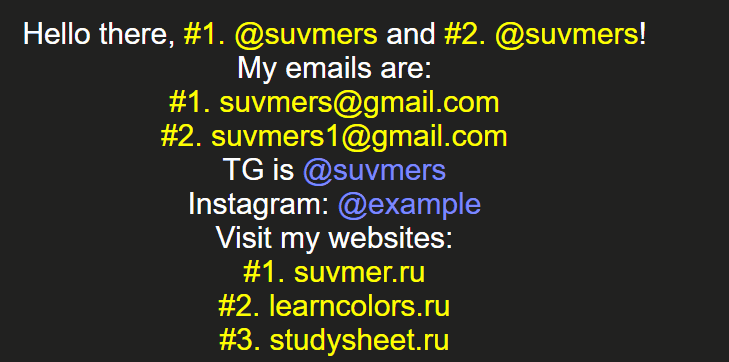 Hello there, #1. @suvmers and #2. @suvmers!
My emails are:
#1. suvmers@gmail.com
#2. suvmers1@gmail.com
TG is @suvmers
Instagram: @example
Visit my websites:
#1. suvmer.ru
#2. learncolors.ru
#3. studysheet.ru